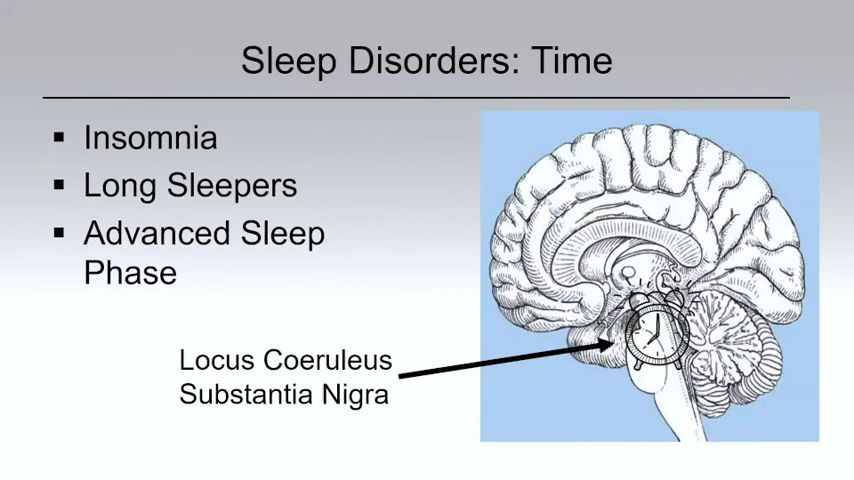 Sleep Disorders: Time
▪ Insomnia
▪ Long Sleepers
▪ Advanced Sleep
Phase
Locus Coeruleus
Substantia Nigra